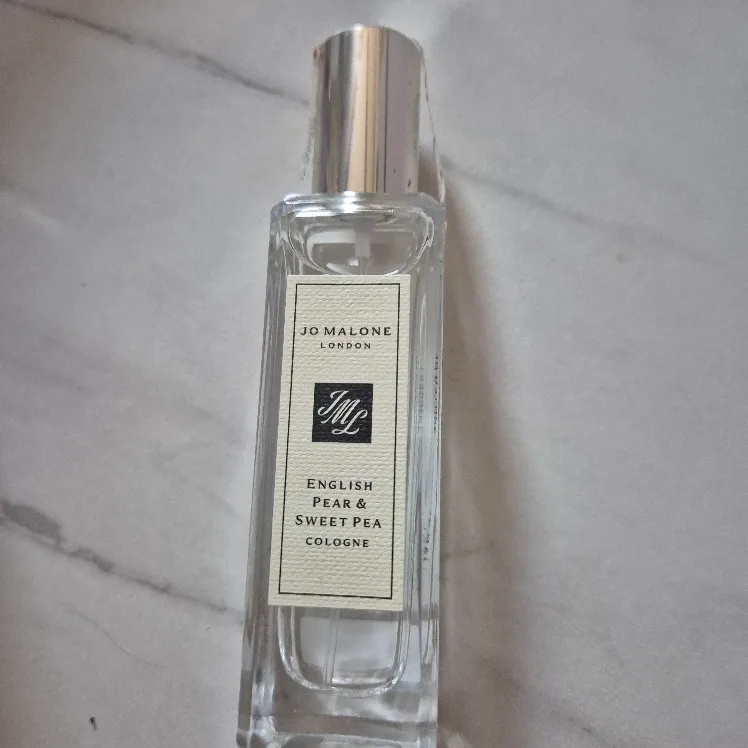 JO MALONE
LONDON
JML
ENGLISH
PEAR &
SWEET PEA
COLOGNE